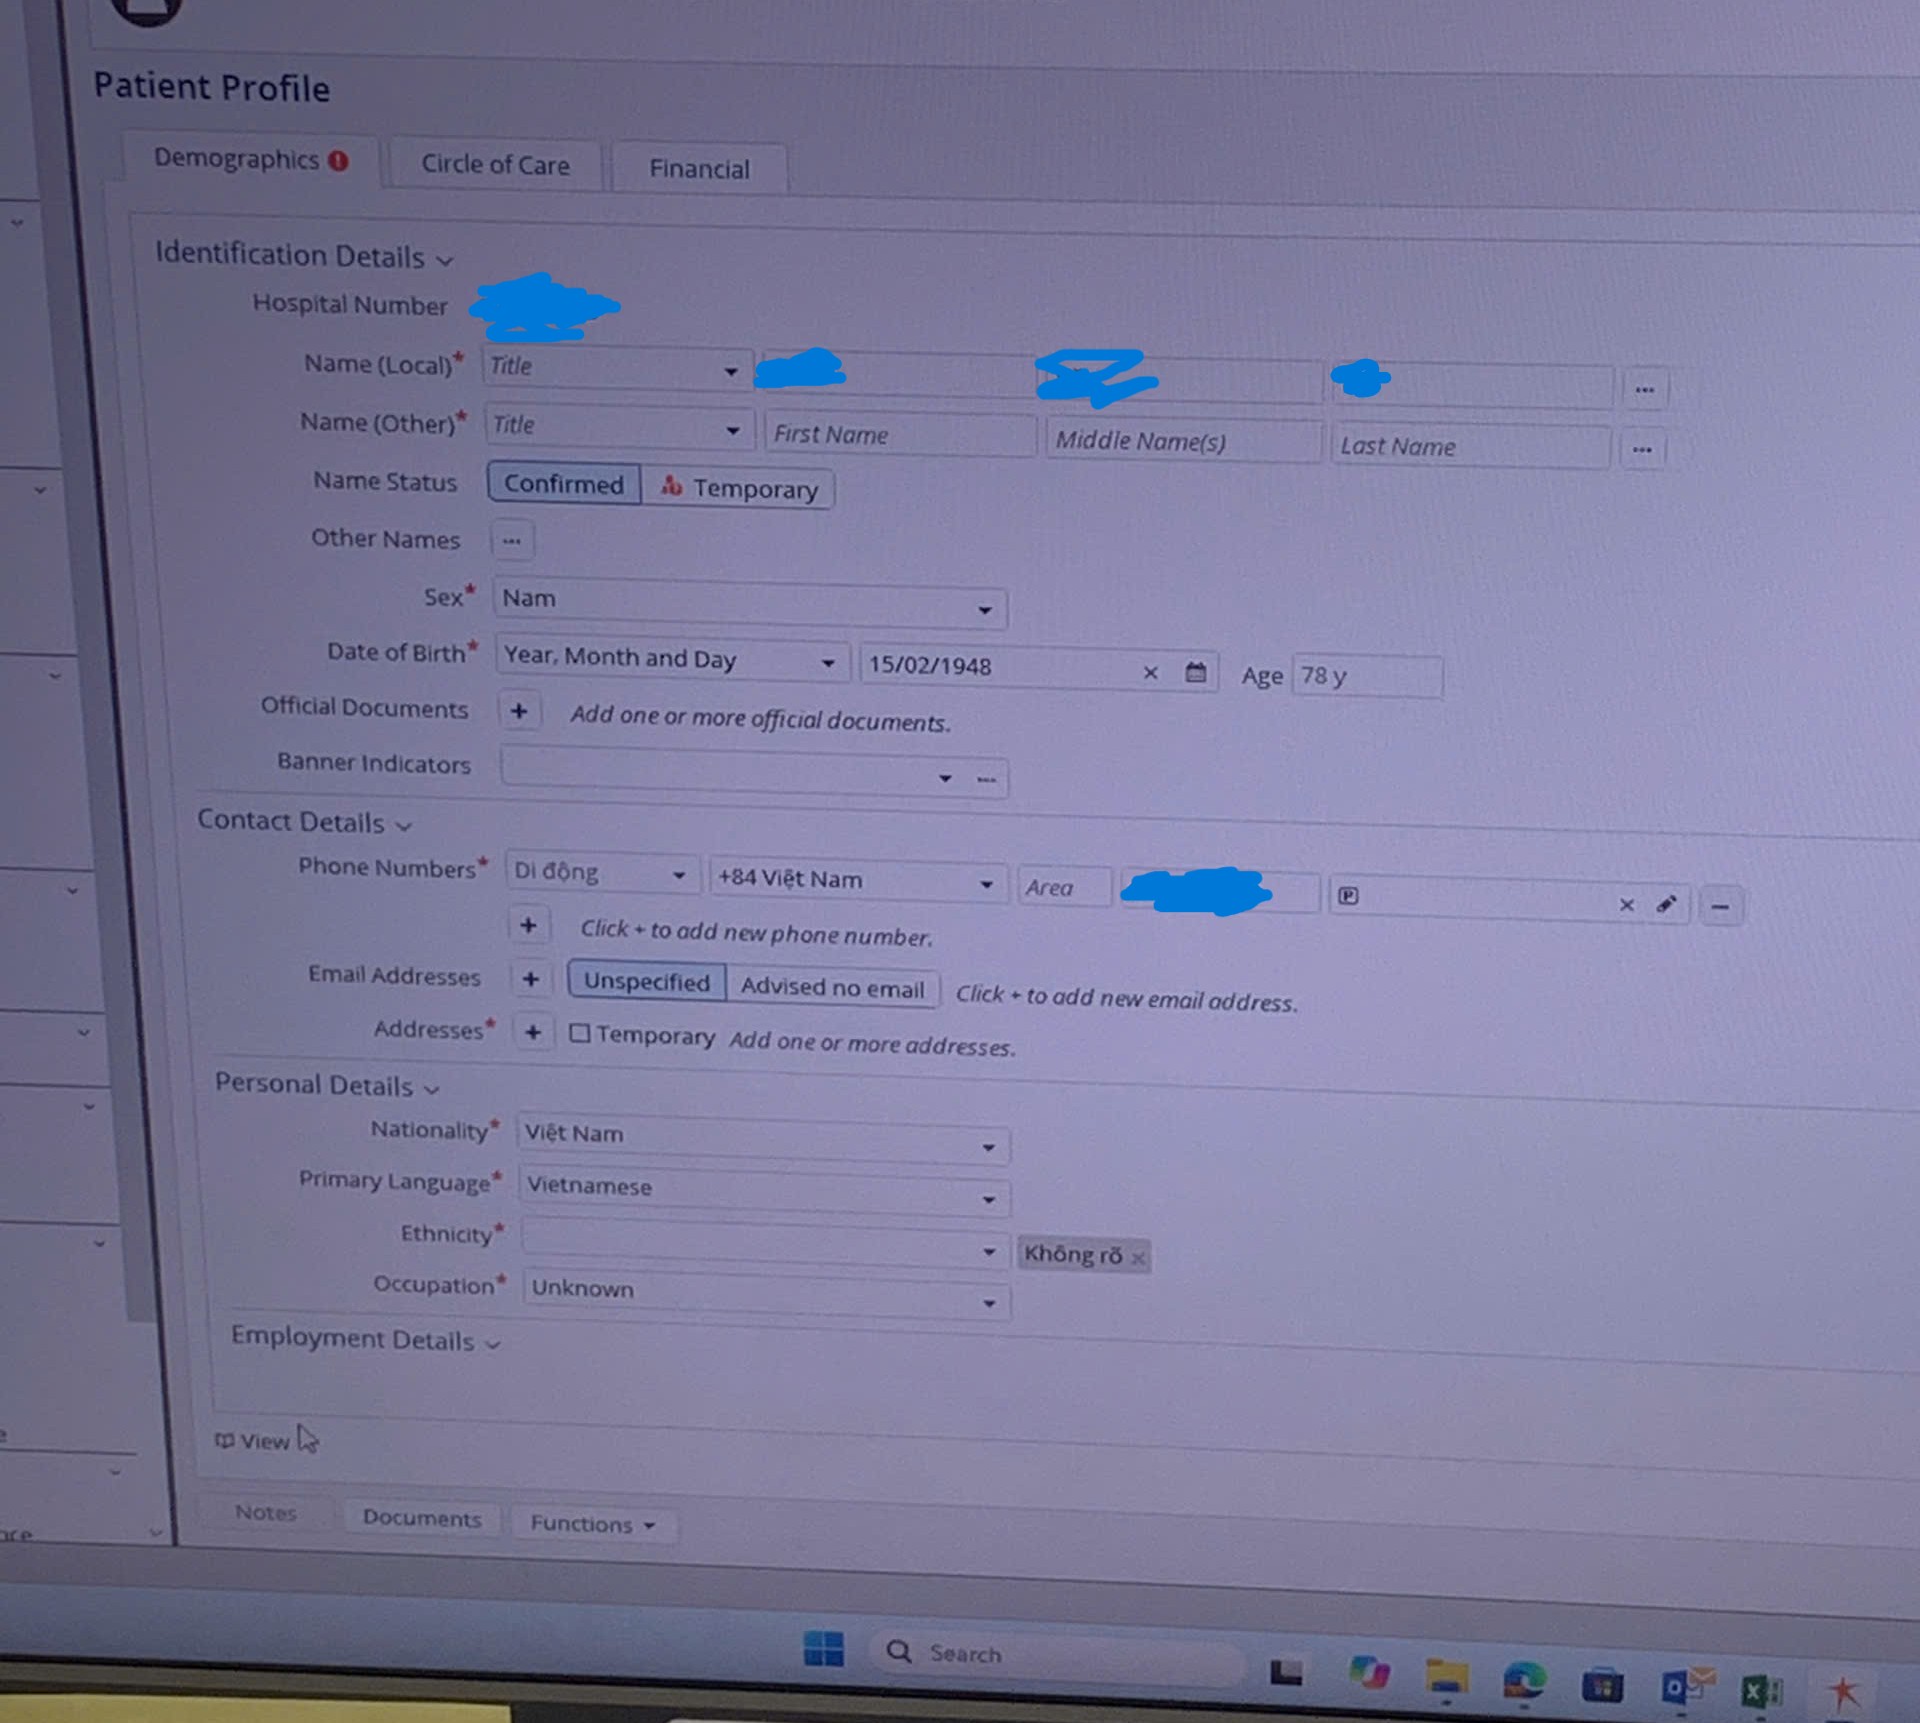 Patient Profile
Demographics Circle of Care Financial
Identification Details
Hospital Number
Name (Local)* Title
Name (Other)* Title First Name Middle Name(s) Last Name
Name Status Confirmed Temporary
Other Names ...
Sex* Nam
Date of Birth* Year, Month and Day 15/02/1948 Age 78 y
Official Documents + Add one or more official documents.
Banner Indicators
Contact Details
Phone Numbers* Di động +84 Việt Nam Area P
+ Click + to add new phone number.
Email Addresses + Unspecified Advised no email Click + to add new email address.
Addresses* + Temporary Add one or more addresses.
Personal Details
Nationality* Việt Nam
Primary Language* Vietnamese
Ethnicity* Không rõ
Occupation* Unknown
Employment Details
View
Notes Documents Functions
Search